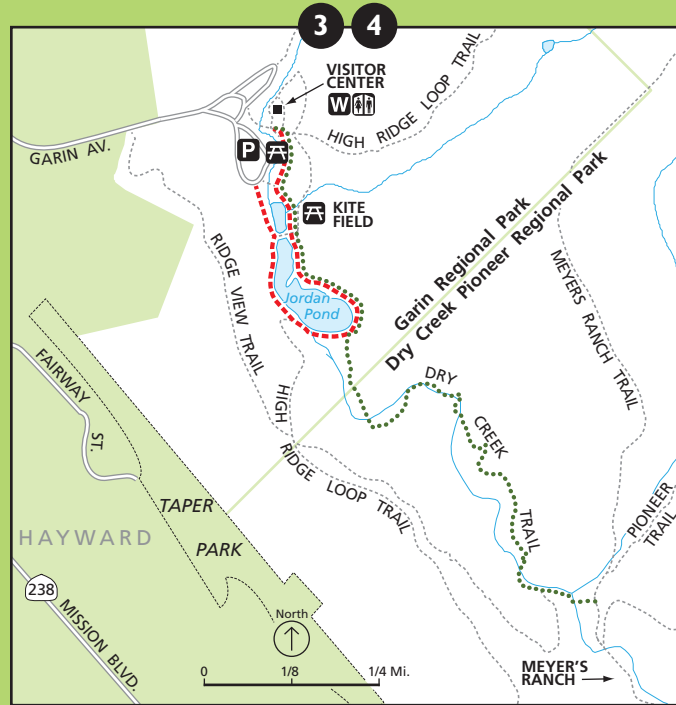 3 4
VISITOR
CENTER
W
HIGH RIDGE LOOP TRAIL
GARIN AV.
P
KITE
FIELD
Garin Regional Park
Dry Creek Pioneer Regional Park
RIDGE VIEW TRAIL
Jordan
Pond
MEYERS RANCH TRAIL
FAIRWAY
ST.
HIGH
RIDGE LOOP TRAIL
DRY
CREEK
TRAIL
PIONEER
TRAIL
TAPER
PARK
HAYWARD
238
MISSION BLVD.
North
0 1/8 1/4 Mi.
MEYER'S
RANCH